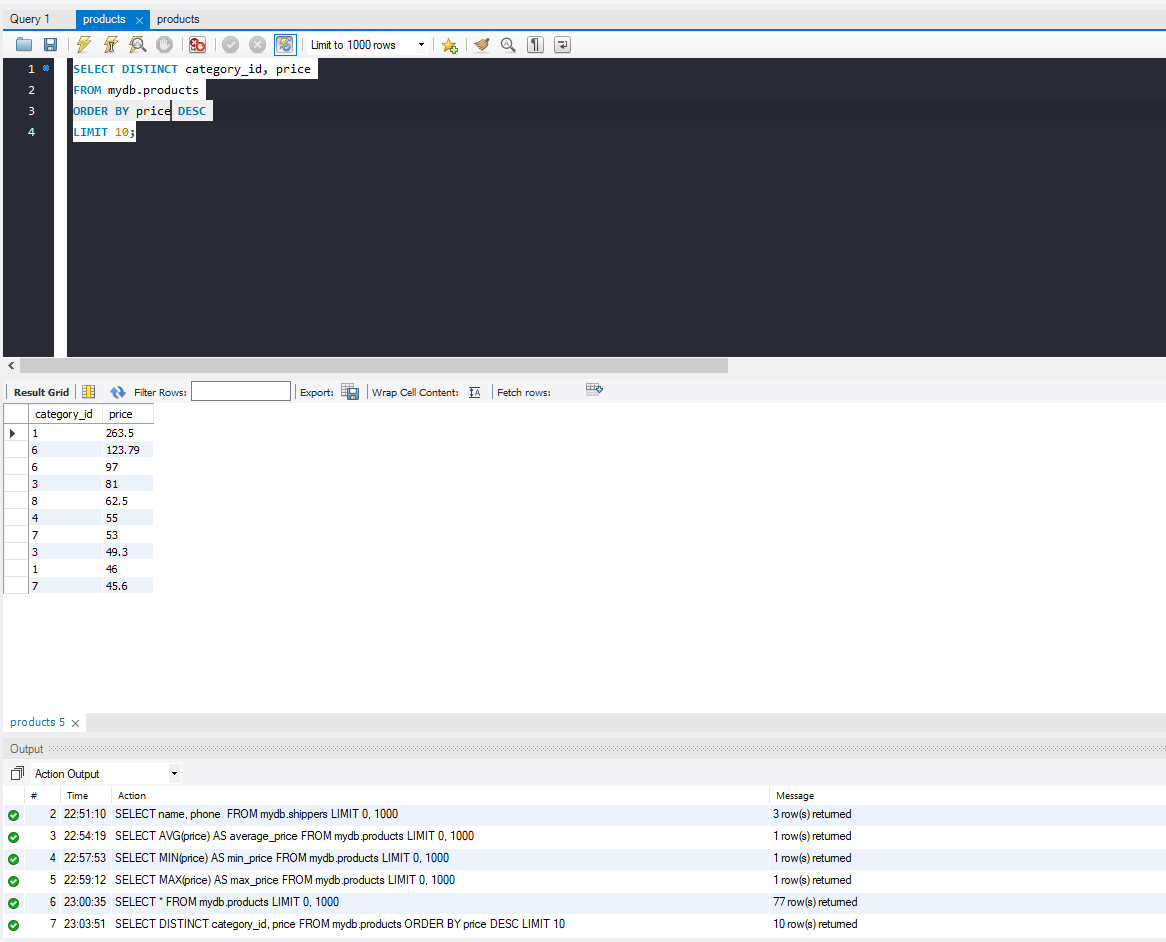 Query 1 products products
Limit to 1000 rows
1 SELECT DISTINCT category_id, price
2 FROM mydb.products
3 ORDER BY price DESC
4 LIMIT 10;
Result Grid Filter Rows: Export: Wrap Cell Content: Fetch rows:
category_id price
1 263.5
6 123.79
6 97
3 81
8 62.5
4 55
7 53
3 49.3
1 46
7 45.6
products 5
Output
Action Output
# Time Action Message
2 22:51:10 SELECT name, phone FROM mydb.shippers LIMIT 0, 1000 3 row(s) returned
3 22:54:19 SELECT AVG(price) AS average_price FROM mydb.products LIMIT 0, 1000 1 row(s) returned
4 22:57:53 SELECT MIN(price) AS min_price FROM mydb.products LIMIT 0, 1000 1 row(s) returned
5 22:59:12 SELECT MAX(price) AS max_price FROM mydb.products LIMIT 0, 1000 1 row(s) returned
6 23:00:35 SELECT * FROM mydb.products LIMIT 0, 1000 77 row(s) returned
7 23:03:51 SELECT DISTINCT category_id, price FROM mydb.products ORDER BY price DESC LIMIT 10 10 row(s) returned